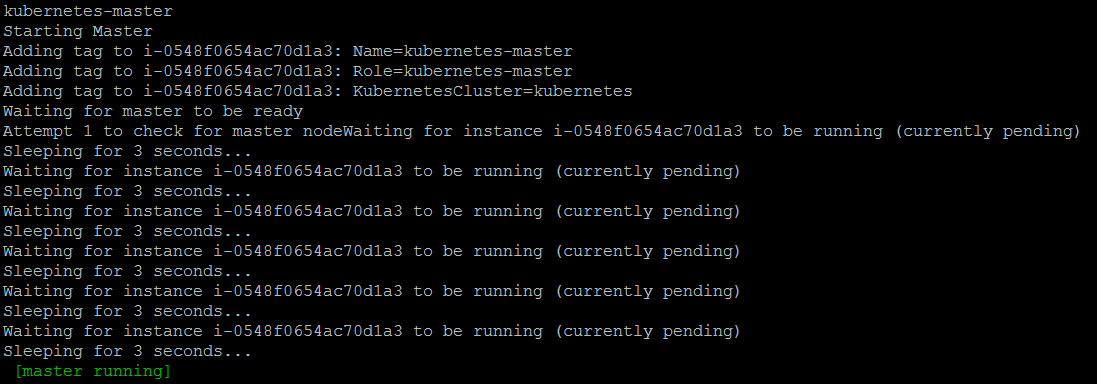 kubernetes-master
Starting Master
Adding tag to i-0548f0654ac70d1a3: Name=kubernetes-master
Adding tag to i-0548f0654ac70d1a3: Role=kubernetes-master
Adding tag to i-0548f0654ac70d1a3: KubernetesCluster=kubernetes
Waiting for master to be ready
Attempt 1 to check for master nodeWaiting for instance i-0548f0654ac70d1a3 to be running (currently pending)
Sleeping for 3 seconds...
Waiting for instance i-0548f0654ac70d1a3 to be running (currently pending)
Sleeping for 3 seconds...
Waiting for instance i-0548f0654ac70d1a3 to be running (currently pending)
Sleeping for 3 seconds...
Waiting for instance i-0548f0654ac70d1a3 to be running (currently pending)
Sleeping for 3 seconds...
Waiting for instance i-0548f0654ac70d1a3 to be running (currently pending)
Sleeping for 3 seconds...
Waiting for instance i-0548f0654ac70d1a3 to be running (currently pending)
Sleeping for 3 seconds...
[master running]